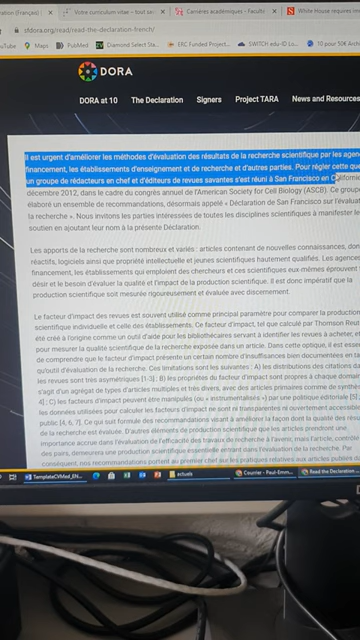 (Français)
Votre curriculum vitae – tout sav
Carrières académiques - Faculté
White House requires imm
sfdora.org/read/read-the-declaration-french/
YouTube Maps PubMed Diamond Select Sta... ERC Funded Project... SWITCH edu-ID Lo... 10 pour 50€ Archiv
DORA
DORA at 10 The Declaration Signers Project TARA News and Resources
Il est urgent d'améliorer les méthodes d'évaluation des résultats de la recherche scientifique par les agen
financement, les établissements d'enseignement et de recherche et d'autres parties. Pour régler cette que
un groupe de rédacteurs en chef et d'éditeurs de revues savantes s'est réuni à San Francisco en Californie
décembre 2012, dans le cadre du congrès annuel de l'American Society for Cell Biology (ASCB). Ce groupe
élaboré un ensemble de recommandations, désormais appelé « Déclaration de San Francisco sur l'évaluat
la recherche ». Nous invitons les parties intéressées de toutes les disciplines scientifiques à manifester le
soutien en ajoutant leur nom à la présente Déclaration.
Les apports de la recherche sont nombreux et variés : articles contenant de nouvelles connaissances, don
réactifs, logiciels ainsi que propriété intellectuelle et jeunes scientifiques hautement qualifiés. Les agences
financement, les établissements qui emploient des chercheurs et ces scientifiques eux-mêmes éprouvent
désir et le besoin d'évaluer la qualité et l'impact de la production scientifique. Il est donc impératif que la
production scientifique soit mesurée rigoureusement et évaluée avec discernement.
Le facteur d'impact des revues est souvent utilisé comme principal paramètre pour comparer la production
scientifique individuelle et celle des établissements. Ce facteur d'impact, tel que calculé par Thomson Reut
été créé à l'origine comme un outil d'aide pour les bibliothécaires servant à identifier les revues à acheter, et
pour mesurer la qualité scientifique de la recherche exposée dans un article. Dans cette optique, il est esse
de comprendre que le facteur d'impact présente un certain nombre d'insuffisances bien documentées en ta
qu'outil d'évaluation de la recherche. Ces limitations sont les suivantes : A) les distributions des citations da
les revues sont très asymétriques [1-3] ; B) les propriétés du facteur d'impact sont propres à chaque domai
s'agit d'un agrégat de types d'articles multiples et très divers, avec des articles primaires comme de synthè
4] ; C) les facteurs d'impact peuvent être manipulés (ou « instrumentalisés ») par une politique éditoriale [5] ;
les données utilisées pour calculer les facteurs d'impact ne sont ni transparentes ni ouvertement accessible
public [4, 6, 7]. Ce qui suit formule des recommandations visant à améliorer la façon dont la qualité des résul
de la recherche est évaluée. D'autres éléments de production scientifique que les articles prendront une
importance accrue dans l'évaluation de l'efficacité des travaux de recherche à l'avenir, mais l'article, contrôlé
des pairs, demeurera une production scientifique essentielle entrant dans l'évaluation de la recherche. Par
conséquent, nos recommandations portent au premier chef sur les pratiques relatives aux articles publiés da
TemplateCVMed_EN... actuels Courrier - Paul-Emm... Read the Declaration...